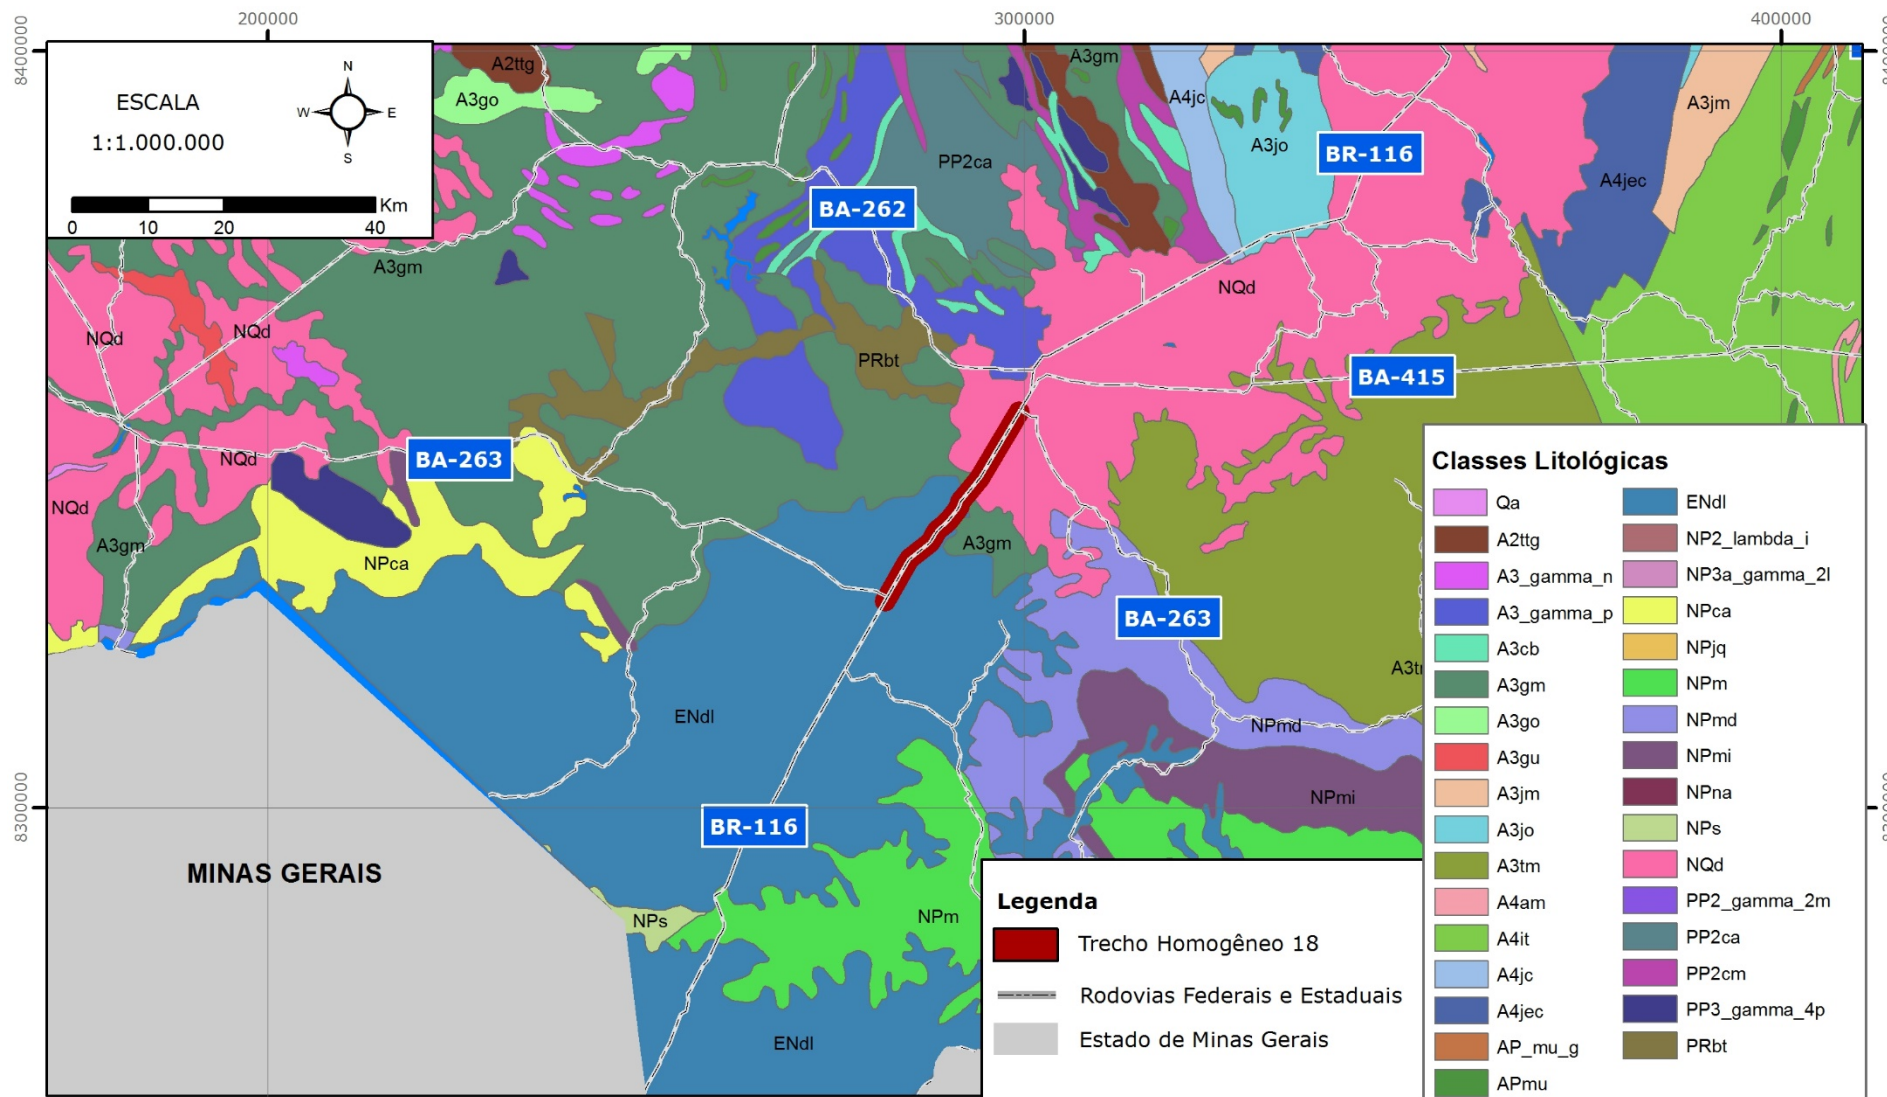 200000 300000 400000
8400000
8400000
ESCALA
1:1.000.000
N
W E
S
Km
0 10 20 40
A2ttg
A3go
A3gm
A4jc
A3jo
BR-116
A3jm
A4jec
PP2ca
BA-262
A3gm
NQd
NQd
NQd
PRbt
BA-415
BA-263
NQd
NQd
A3gm
NPca
A3gm
BA-263
ENdl
NPmd
NPmi
8300000
BR-116
MINAS GERAIS
NPs
NPm
ENdl
Legenda
Trecho Homogêneo 18
Rodovias Federais e Estaduais
Estado de Minas Gerais
Classes Litológicas
Qa
A2ttg
A3_gamma_n
A3_gamma_p
A3cb
A3gm
A3go
A3gu
A3jm
A3jo
A3tm
A4am
A4it
A4jc
A4jec
AP_mu_g
APmu
ENdl
NP2_lambda_i
NP3a_gamma_2l
NPca
NPjq
NPm
NPmd
NPmi
NPna
NPs
NQd
PP2_gamma_2m
PP2ca
PP2cm
PP3_gamma_4p
PRbt